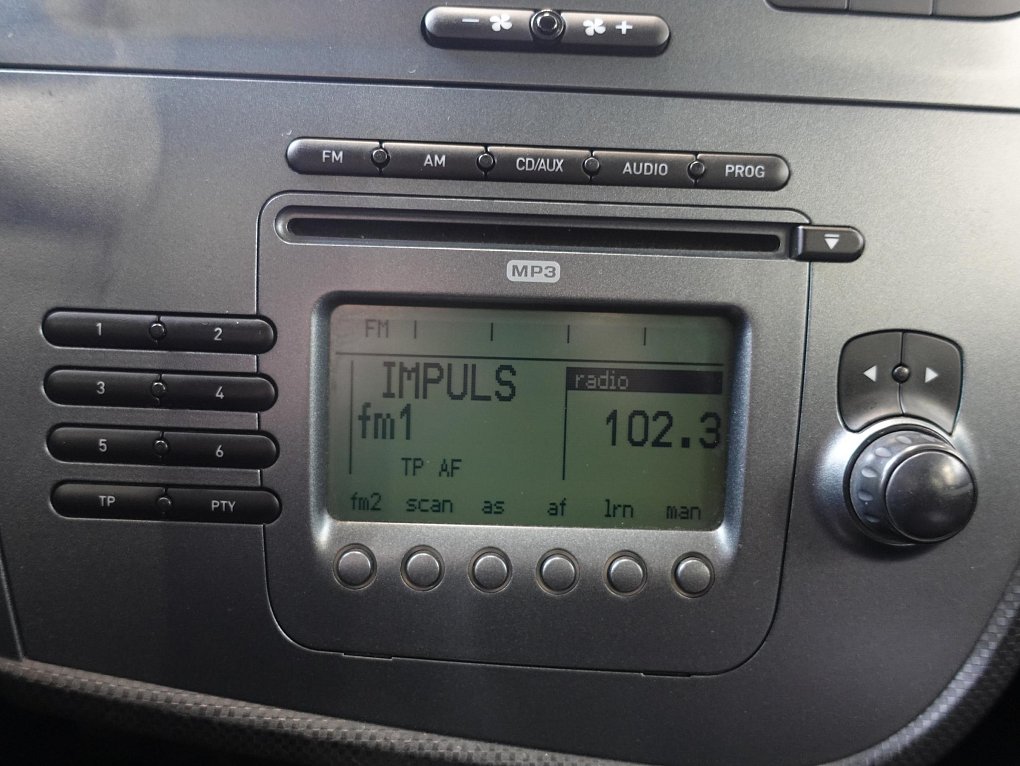 - +
FM AM CD/AUX AUDIO PROG
MP3
1 2
3 4
5 6
TP PTY
FM
IMPULS
radio
fm1
102.3
TP AF
fm2 scan as af lrn man